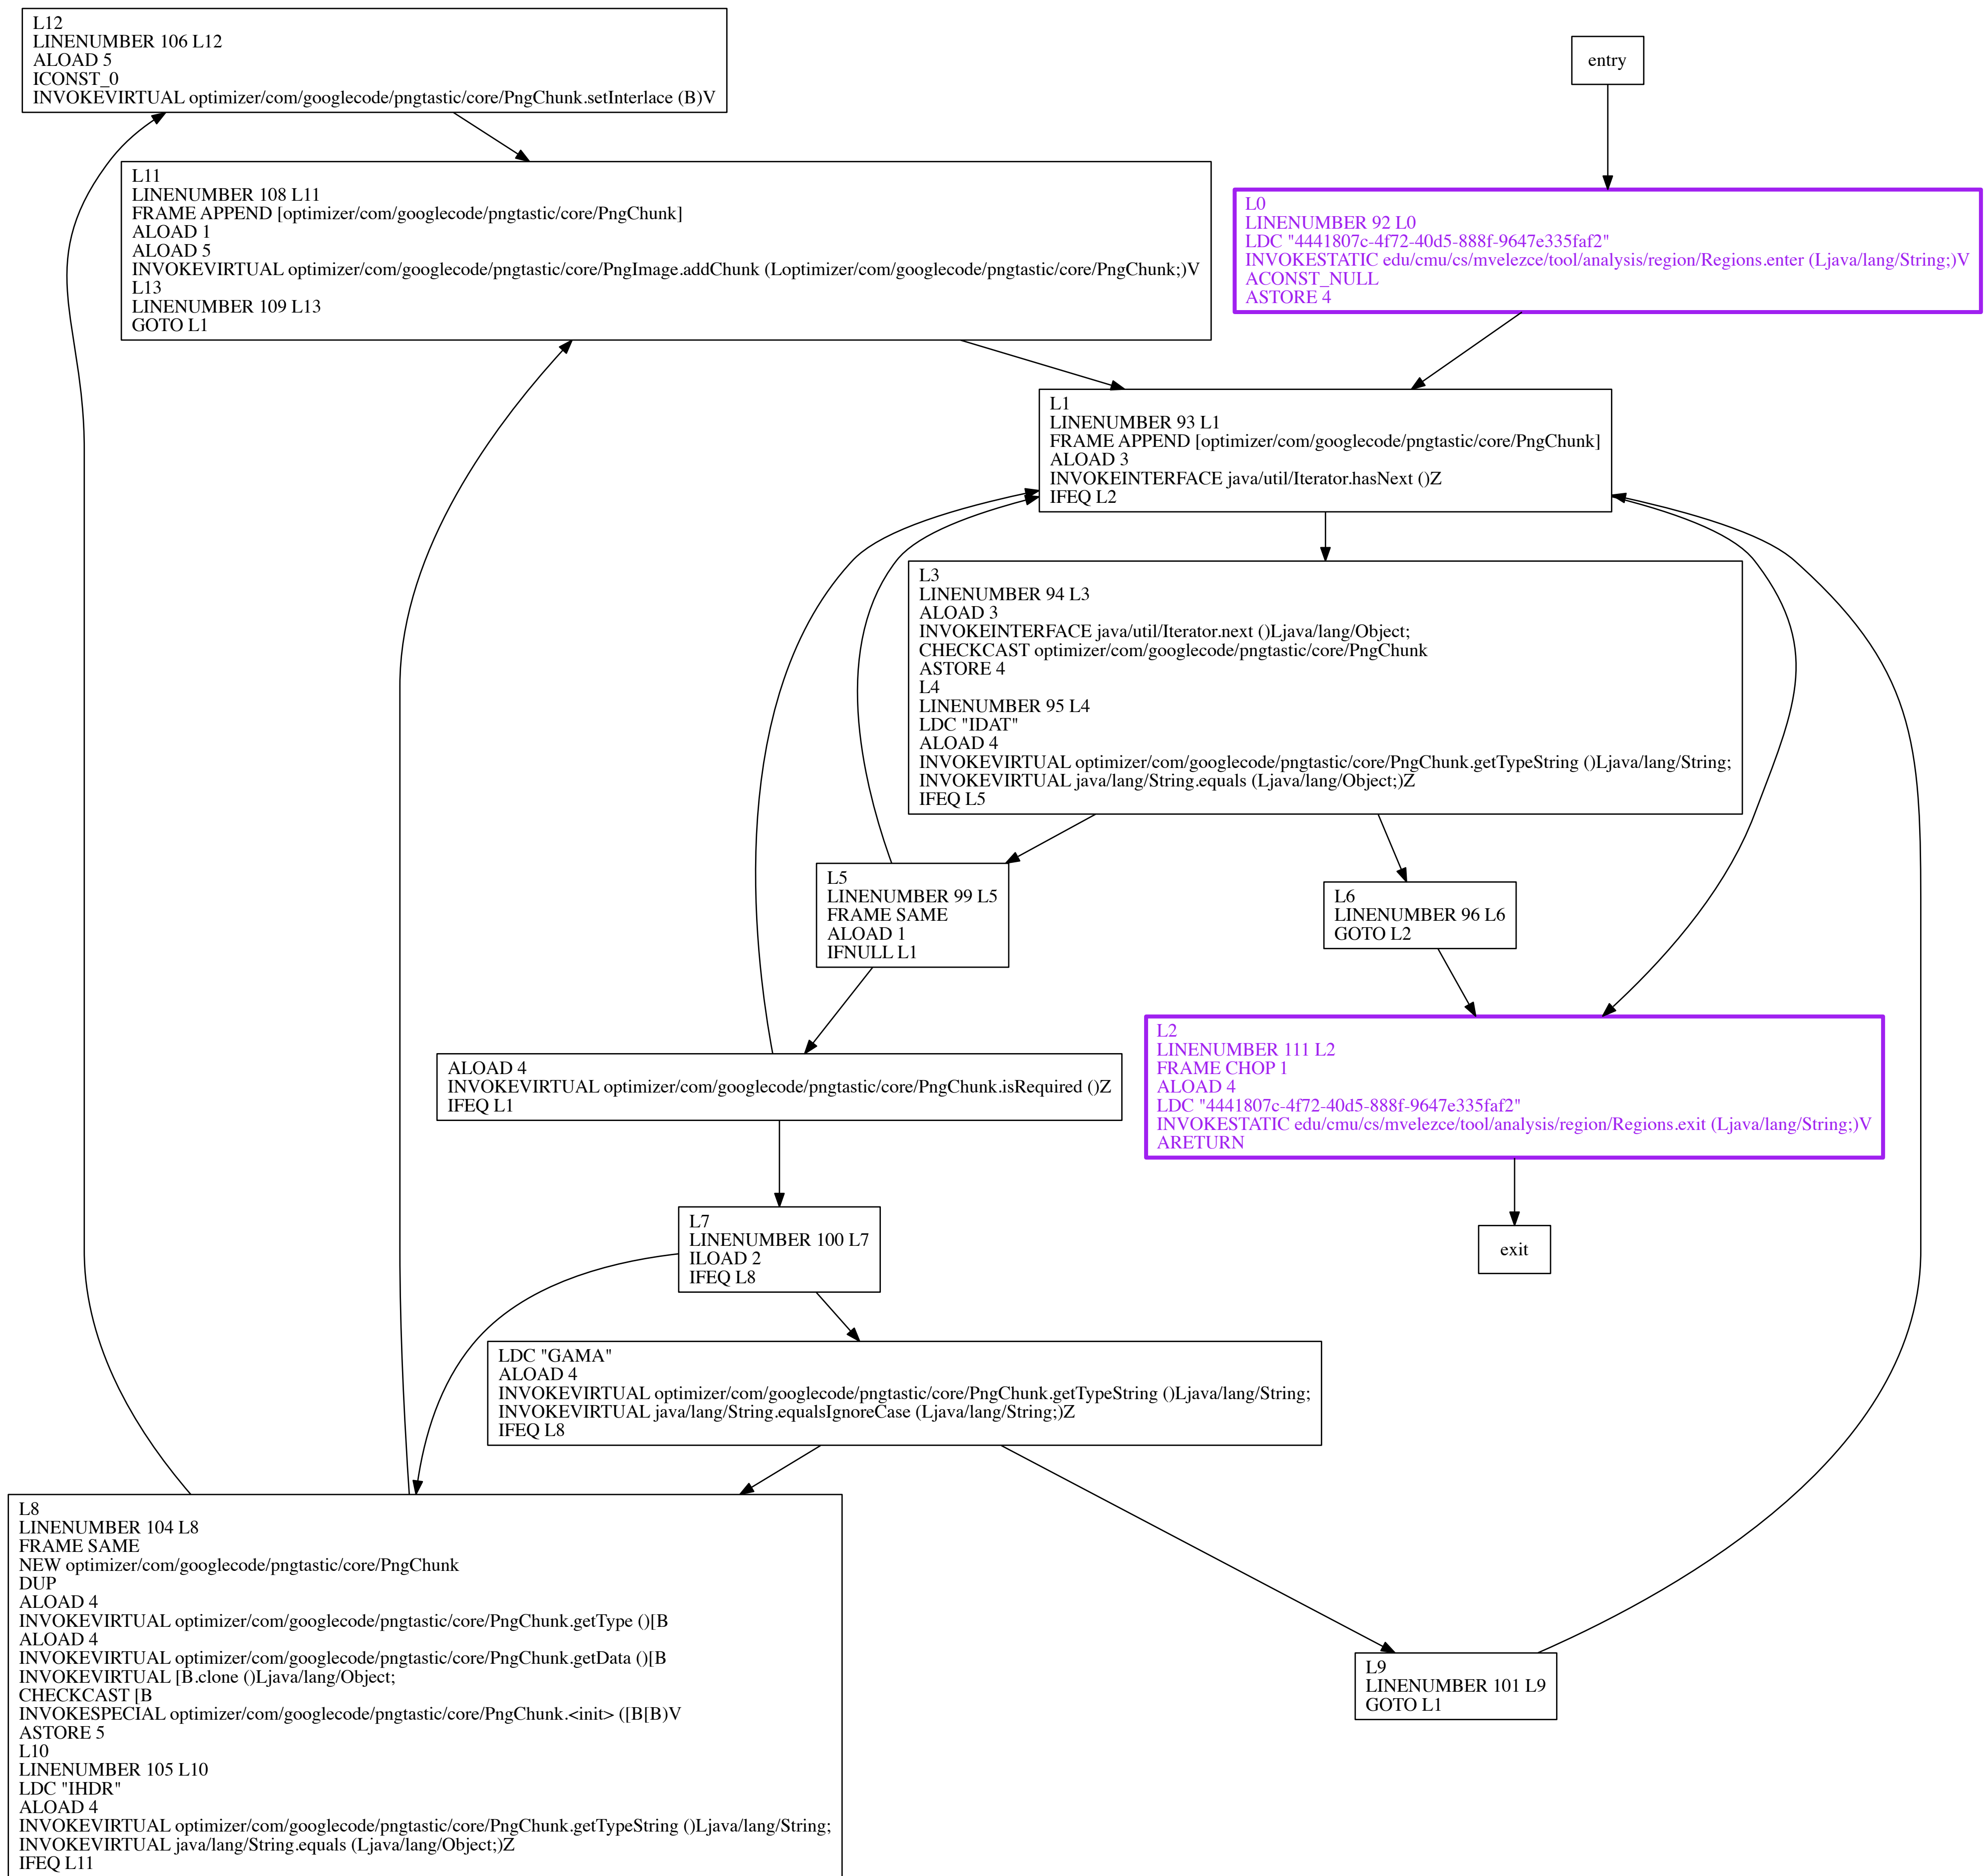 L12
LINENUMBER 106 L12
ALOAD 5
ICONST_0
INVOKEVIRTUAL optimizer/com/googlecode/pngtastic/core/PngChunk.setInterlace (B)V
entry
L11
LINENUMBER 108 L11
FRAME APPEND [optimizer/com/googlecode/pngtastic/core/PngChunk]
ALOAD 1
ALOAD 5
INVOKEVIRTUAL optimizer/com/googlecode/pngtastic/core/PngImage.addChunk (Loptimizer/com/googlecode/pngtastic/core/PngChunk;)V
L13
LINENUMBER 109 L13
GOTO L1
L0
LINENUMBER 92 L0
LDC "4441807c-4f72-40d5-888f-9647e335faf2"
INVOKESTATIC edu/cmu/cs/mvelezce/tool/analysis/region/Regions.enter (Ljava/lang/String;)V
ACONST_NULL
ASTORE 4
L1
LINENUMBER 93 L1
FRAME APPEND [optimizer/com/googlecode/pngtastic/core/PngChunk]
ALOAD 3
INVOKEINTERFACE java/util/Iterator.hasNext ()Z
IFEQ L2
L3
LINENUMBER 94 L3
ALOAD 3
INVOKEINTERFACE java/util/Iterator.next ()Ljava/lang/Object;
CHECKCAST optimizer/com/googlecode/pngtastic/core/PngChunk
ASTORE 4
L4
LINENUMBER 95 L4
LDC "IDAT"
ALOAD 4
INVOKEVIRTUAL optimizer/com/googlecode/pngtastic/core/PngChunk.getTypeString ()Ljava/lang/String;
INVOKEVIRTUAL java/lang/String.equals (Ljava/lang/Object;)Z
IFEQ L5
L5
LINENUMBER 99 L5
FRAME SAME
ALOAD 1
IFNULL L1
L6
LINENUMBER 96 L6
GOTO L2
L2
LINENUMBER 111 L2
FRAME CHOP 1
ALOAD 4
LDC "4441807c-4f72-40d5-888f-9647e335faf2"
INVOKESTATIC edu/cmu/cs/mvelezce/tool/analysis/region/Regions.exit (Ljava/lang/String;)V
ARETURN
ALOAD 4
INVOKEVIRTUAL optimizer/com/googlecode/pngtastic/core/PngChunk.isRequired ()Z
IFEQ L1
L7
LINENUMBER 100 L7
ILOAD 2
IFEQ L8
exit
LDC "GAMA"
ALOAD 4
INVOKEVIRTUAL optimizer/com/googlecode/pngtastic/core/PngChunk.getTypeString ()Ljava/lang/String;
INVOKEVIRTUAL java/lang/String.equalsIgnoreCase (Ljava/lang/String;)Z
IFEQ L8
L8
LINENUMBER 104 L8
FRAME SAME
NEW optimizer/com/googlecode/pngtastic/core/PngChunk
DUP
ALOAD 4
INVOKEVIRTUAL optimizer/com/googlecode/pngtastic/core/PngChunk.getType ()[B
ALOAD 4
INVOKEVIRTUAL optimizer/com/googlecode/pngtastic/core/PngChunk.getData ()[B
INVOKEVIRTUAL [B.clone ()Ljava/lang/Object;
CHECKCAST [B
INVOKESPECIAL optimizer/com/googlecode/pngtastic/core/PngChunk.<init> ([B[B)V
ASTORE 5
L10
LINENUMBER 105 L10
LDC "IHDR"
ALOAD 4
INVOKEVIRTUAL optimizer/com/googlecode/pngtastic/core/PngChunk.getTypeString ()Ljava/lang/String;
INVOKEVIRTUAL java/lang/String.equals (Ljava/lang/Object;)Z
IFEQ L11
L9
LINENUMBER 101 L9
GOTO L1